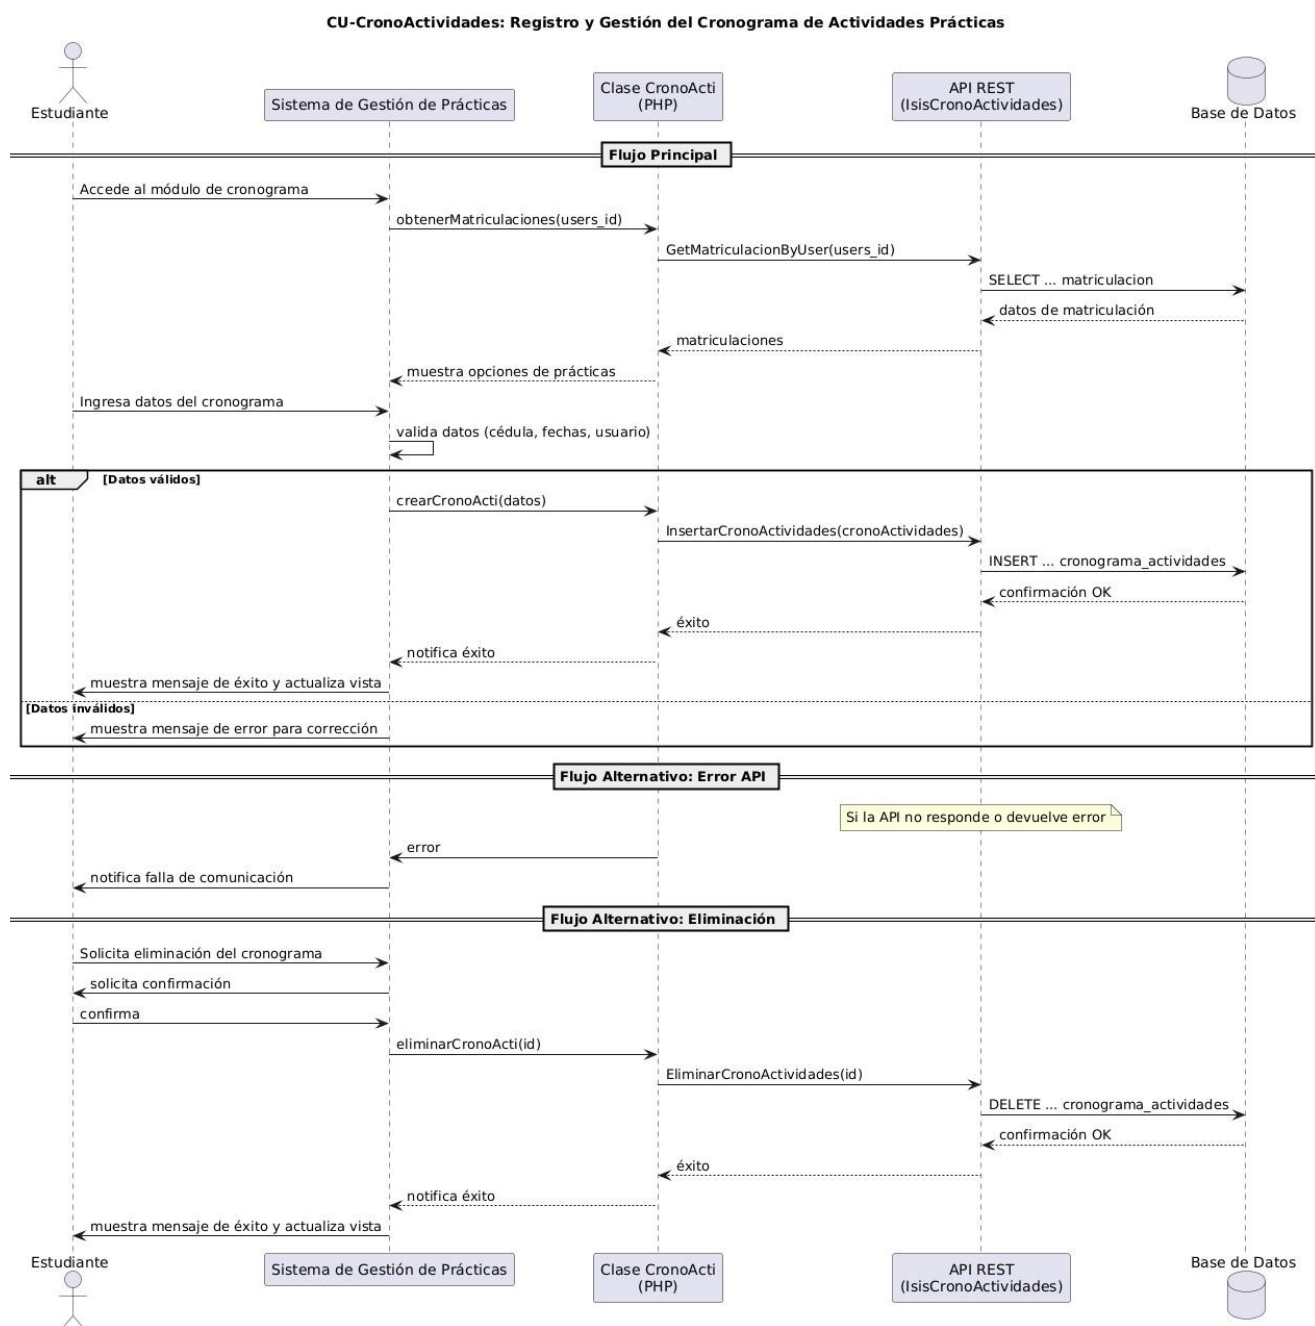 CU-CronoActividades: Registro y Gestión del Cronograma de Actividades Prácticas
Estudiante
Sistema de Gestión de Prácticas
Clase CronoActi
(PHP)
API REST
(IsisCronoActividades)
Base de Datos
Flujo Principal
Accede al módulo de cronograma
obtenerMatriculaciones(users_id)
GetMatriculacionByUser(users_id)
SELECT ... matriculacion
datos de matriculación
matriculaciones
muestra opciones de prácticas
Ingresa datos del cronograma
valida datos (cédula, fechas, usuario)
alt [Datos válidos]
crearCronoActi(datos)
InsertarCronoActividades(cronoActividades)
INSERT ... cronograma_actividades
confirmación OK
éxito
notifica éxito
muestra mensaje de éxito y actualiza vista
[Datos inválidos]
muestra mensaje de error para corrección
Flujo Alternativo: Error API
Si la API no responde o devuelve error
error
notifica falla de comunicación
Flujo Alternativo: Eliminación
Solicita eliminación del cronograma
solicita confirmación
confirma
eliminarCronoActi(id)
EliminarCronoActividades(id)
DELETE ... cronograma_actividades
confirmación OK
éxito
notifica éxito
muestra mensaje de éxito y actualiza vista
Estudiante
Sistema de Gestión de Prácticas
Clase CronoActi
(PHP)
API REST
(IsisCronoActividades)
Base de Datos